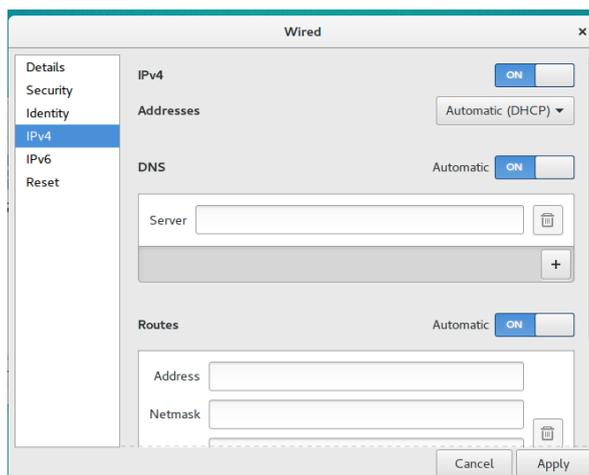 Wired
Details
Security
Identity
IPv4
IPv6
Reset
IPv4
ON
Addresses
Automatic (DHCP)
DNS
Automatic
ON
Server
+
Routes
Automatic
ON
Address
Netmask
Cancel
Apply